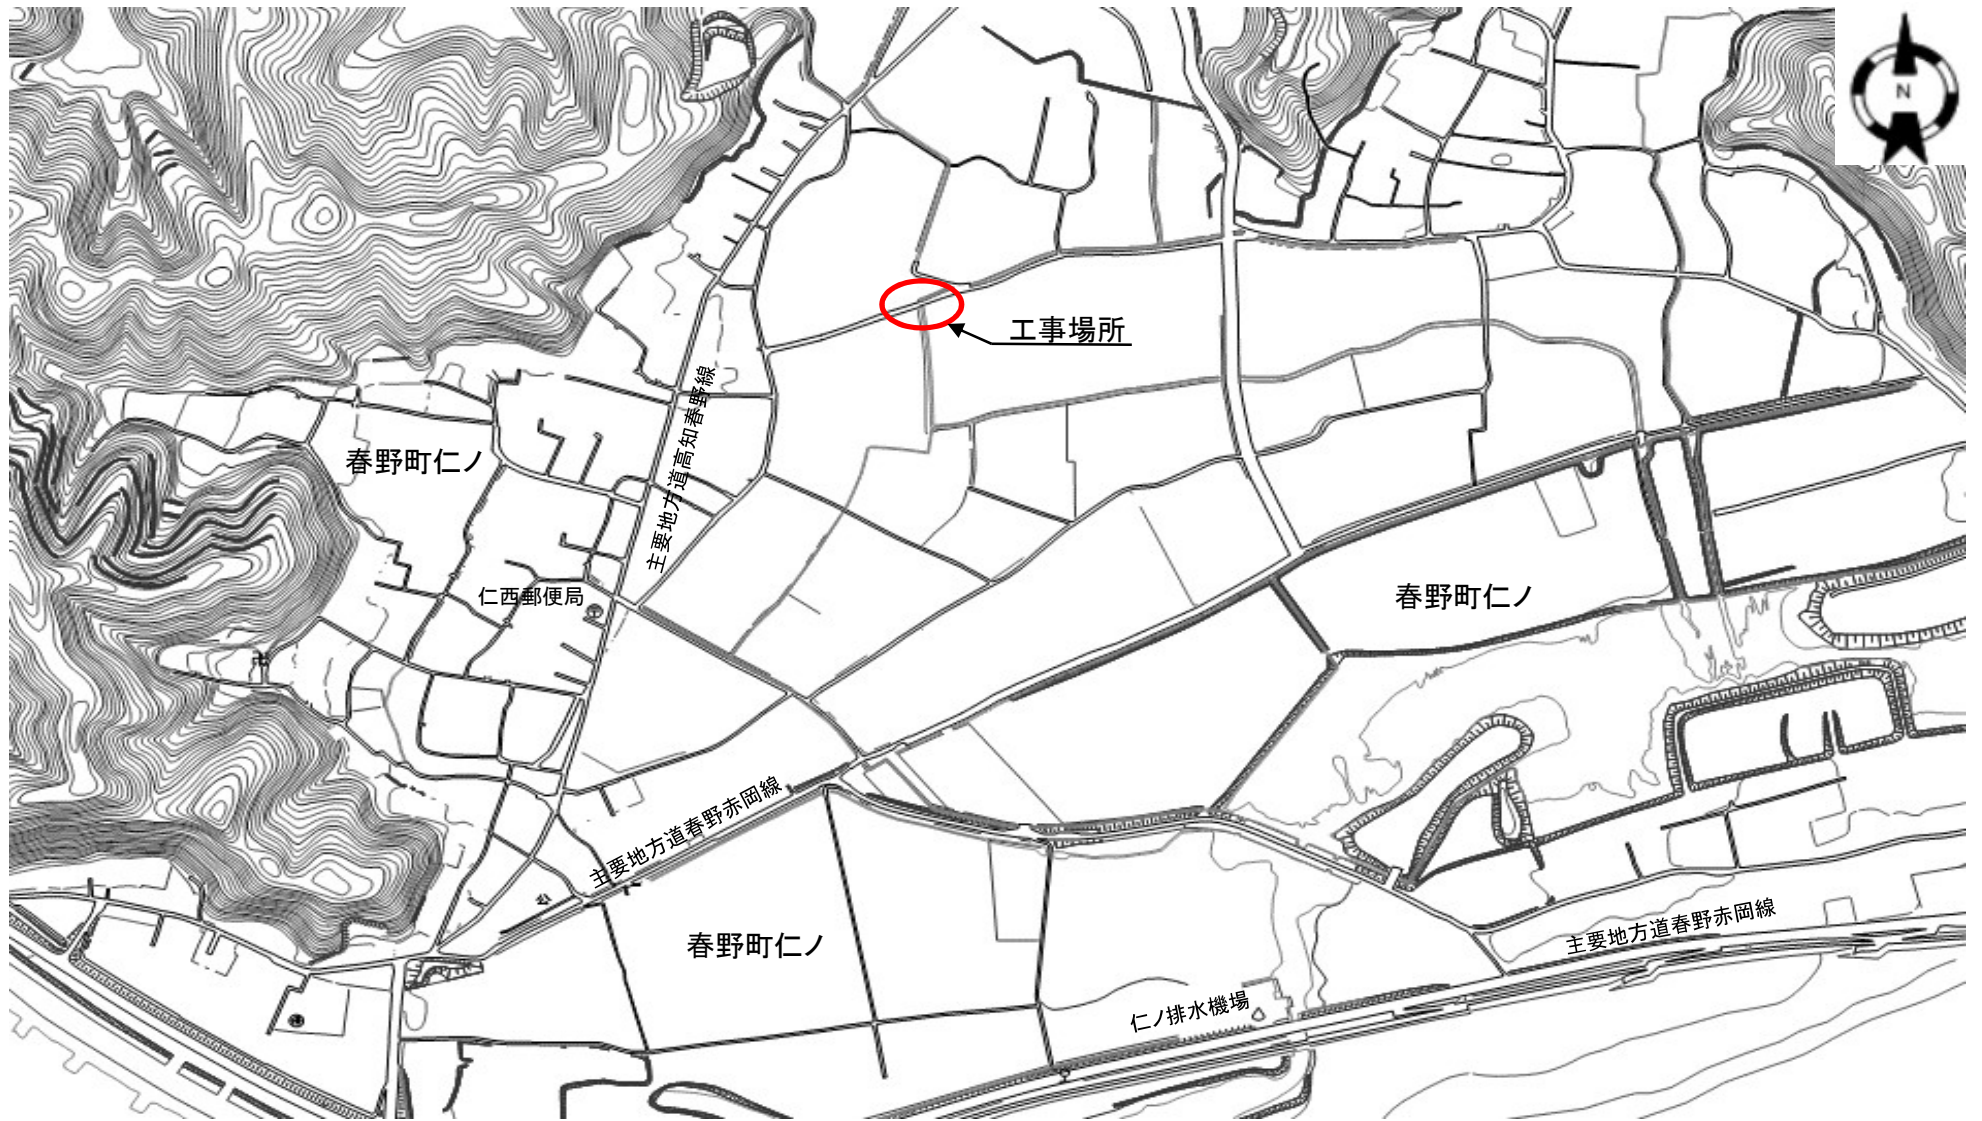 N
工事場所
主要地方道高知春野線
春野町仁ノ
仁西郵便局
春野町仁ノ
主要地方道春野赤岡線
主要地方道春野赤岡線
春野町仁ノ
仁ノ排水機場